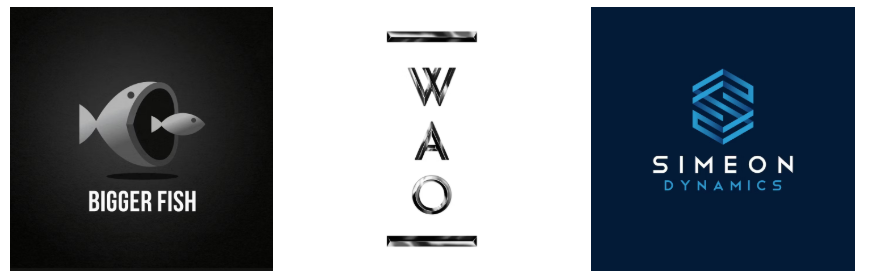 BIGGER FISH
W
A
O
SIMEON
DYNAMICS